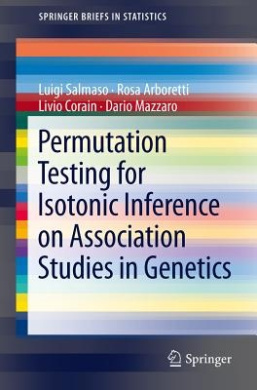 SPRINGER BRIEFS IN STATISTICS
Luigi Salmaso · Rosa Arboretti
Livio Corain · Dario Mazzaro
Permutation
Testing for
Isotonic Inference
on Association
Studies in Genetics
Springer